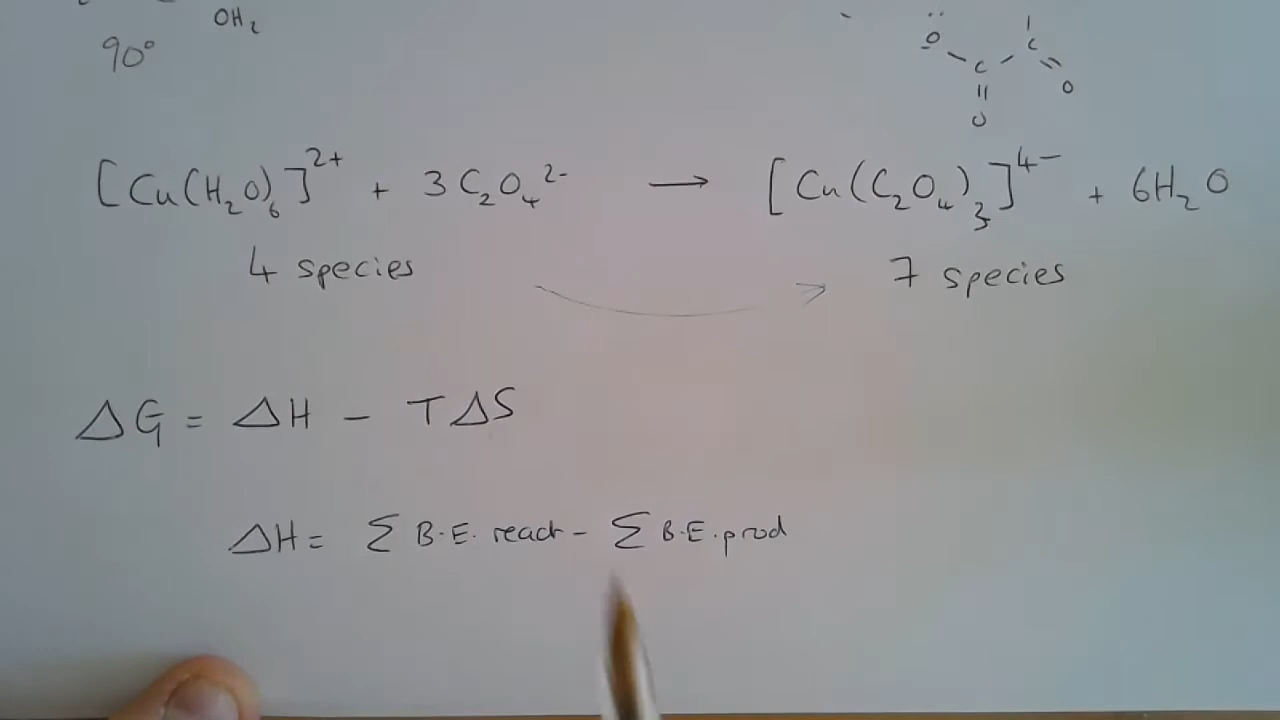 OH₂
90°
O C C O
O
[Cu(H₂O)₆]²⁺ + 3C₂O₄²⁻ → [Cu(C₂O₄)₃]⁴⁻ + 6H₂O
4 species 7 species
ΔG = ΔH - TΔS
ΔH = Σ B.E. react - Σ B.E. prod